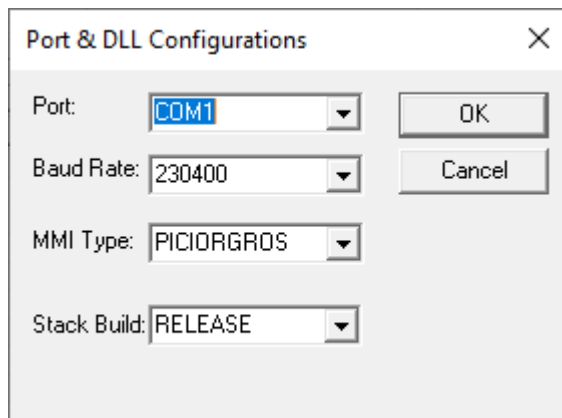 Port & DLL Configurations
Port: COM1 OK
Baud Rate: 230400 Cancel
MMI Type: PICIORGROS
Stack Build: RELEASE